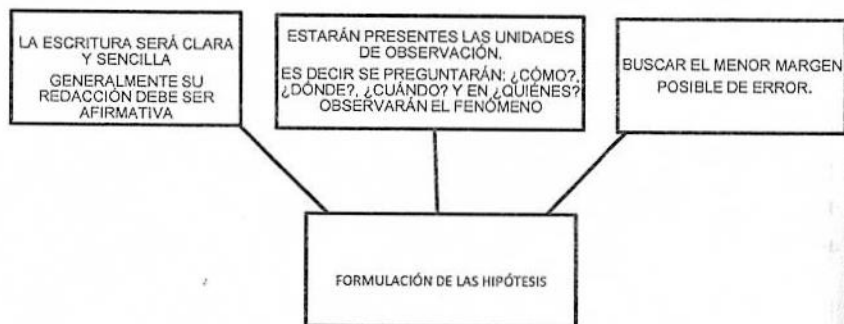 LA ESCRITURA SERÁ CLARA
Y SENCILLA
GENERALMENTE SU
REDACCIÓN DEBE SER
AFIRMATIVA
ESTARÁN PRESENTES LAS UNIDADES
DE OBSERVACIÓN.
ES DECIR SE PREGUNTARÁN: ¿CÓMO?,
¿DÓNDE?, ¿CUÁNDO? Y EN ¿QUIÉNES?
OBSERVARÁN EL FENÓMENO
BUSCAR EL MENOR MARGEN
POSIBLE DE ERROR.
FORMULACIÓN DE LAS HIPÓTESIS